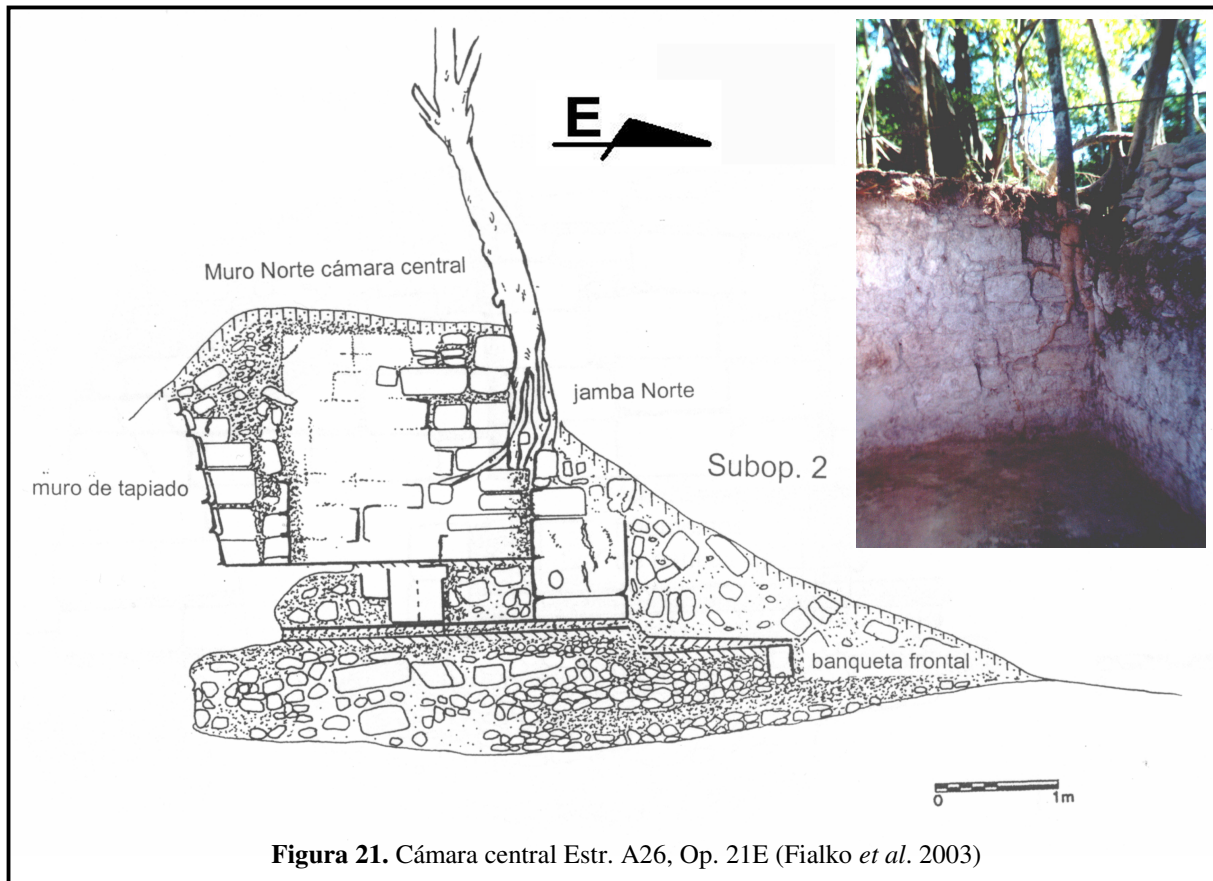 E
Muro Norte cámara central
jamba Norte
Subop. 2
muro de tapiado
banqueta frontal
0 1m
Figura 21. Cámara central Estr. A26, Op. 21E (Fialko et al. 2003)